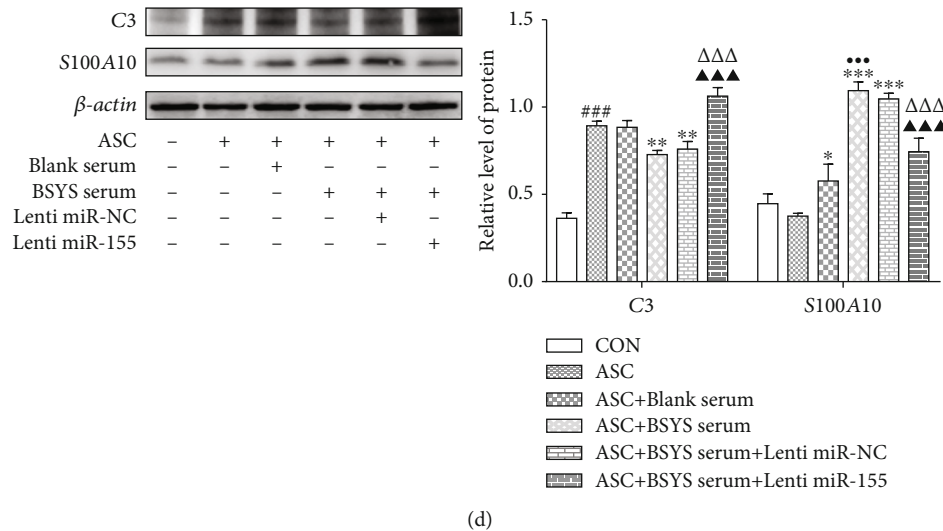 C3
S100A10
β-actin
ASC – + + + + +
Blank serum – – + – – –
BSYS serum – – – + + +
Lenti miR-NC – – – – + –
Lenti miR-155 – – – – – +
Relative level of protein
1.5
1.0
0.5
0.0
###
**
**
ΔΔΔ
▲▲▲
*
•••
***
***
ΔΔΔ
▲▲▲
C3
S100A10
CON
ASC
ASC+Blank serum
ASC+BSYS serum
ASC+BSYS serum+Lenti miR-NC
ASC+BSYS serum+Lenti miR-155
(d)